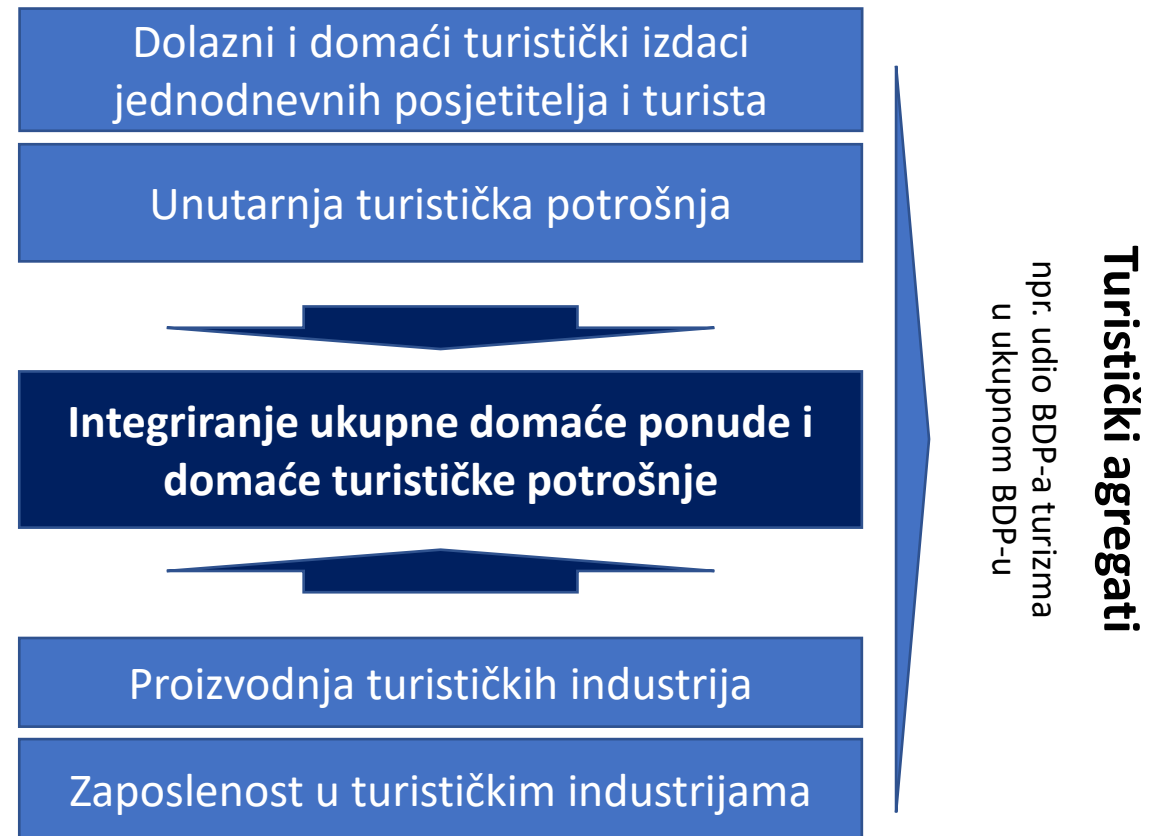 Dolazni i domaći turistički izdaci
jednodnevnih posjetitelja i turista
Unutarnja turistička potrošnja
Integriranje ukupne domaće ponude i
domaće turističke potrošnje
Proizvodnja turističkih industrija
Zaposlenost u turističkim industrijama
Turistički agregati
npr. udio BDP-a turizma
u ukupnom BDP-u